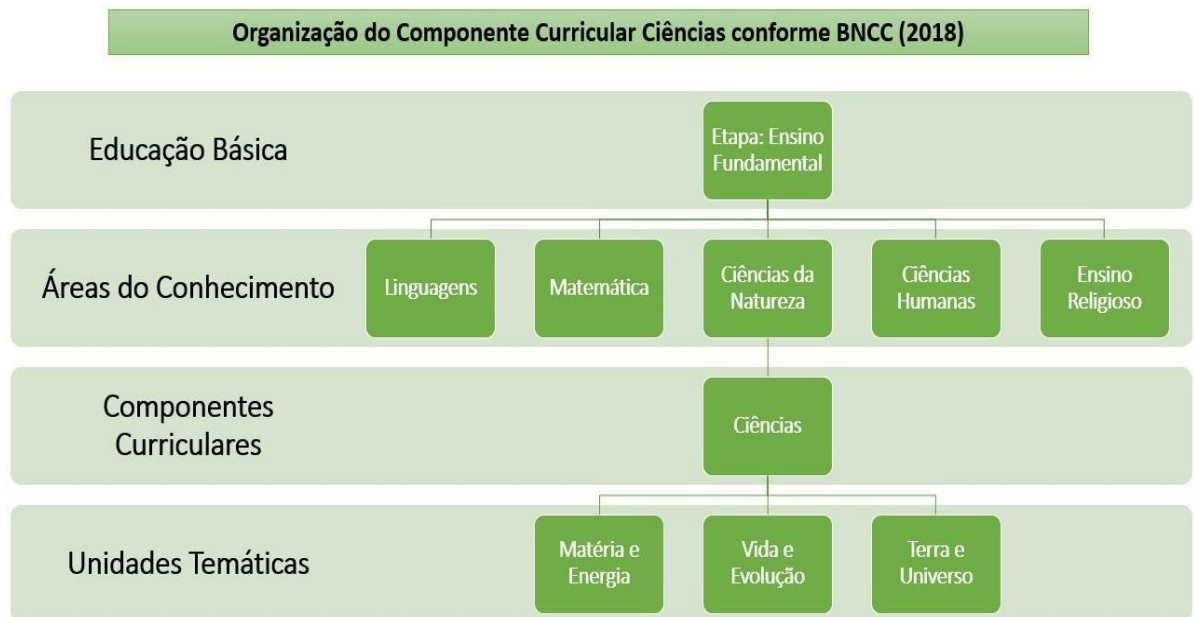 Organização do Componente Curricular Ciências conforme BNCC (2018)
Educação Básica
Etapa: Ensino
Fundamental
Áreas do Conhecimento
Linguagens
Matemática
Ciências da
Natureza
Ciências
Humanas
Ensino
Religioso
Componentes
Curriculares
Ciências
Unidades Temáticas
Matéria e
Energia
Vida e
Evolução
Terra e
Universo